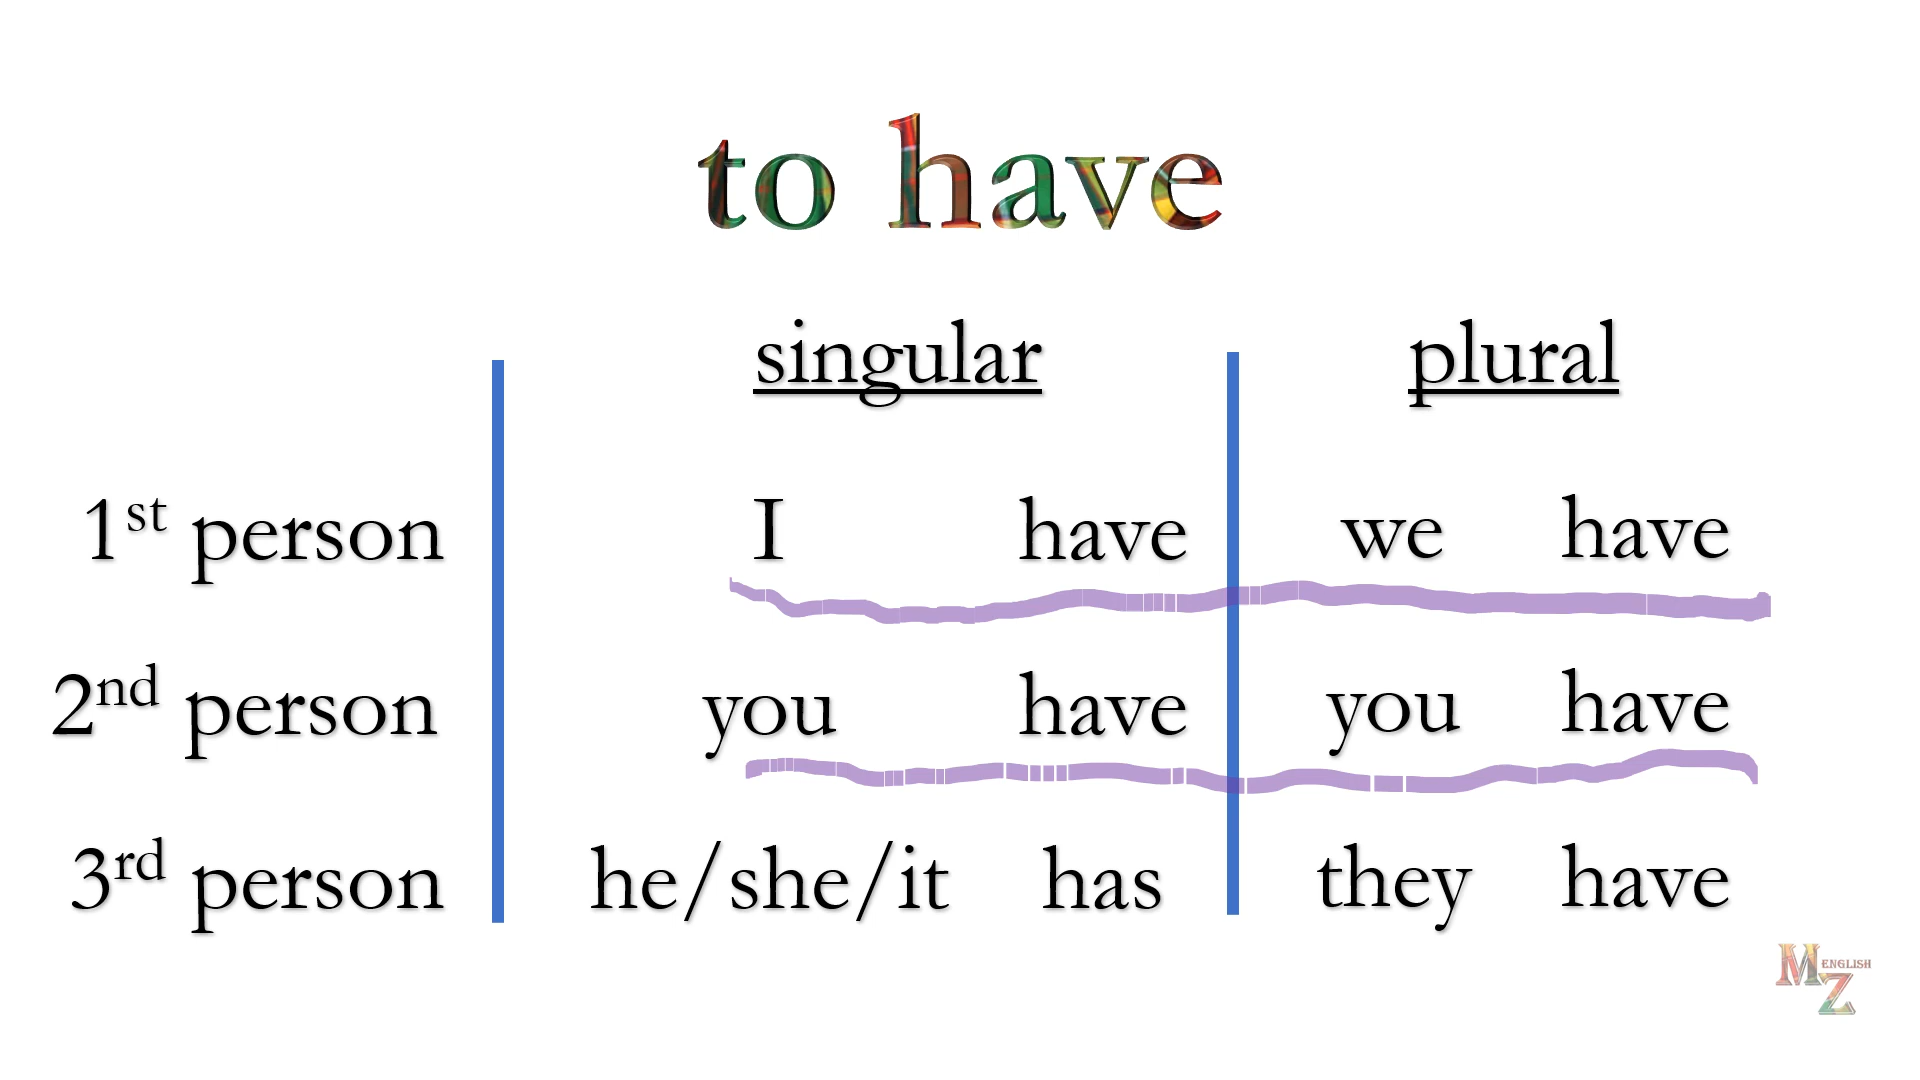 to have
singular plural
1st person I have we have
2nd person you have you have
3rd person he/she/it has they have
MZ ENGLISH